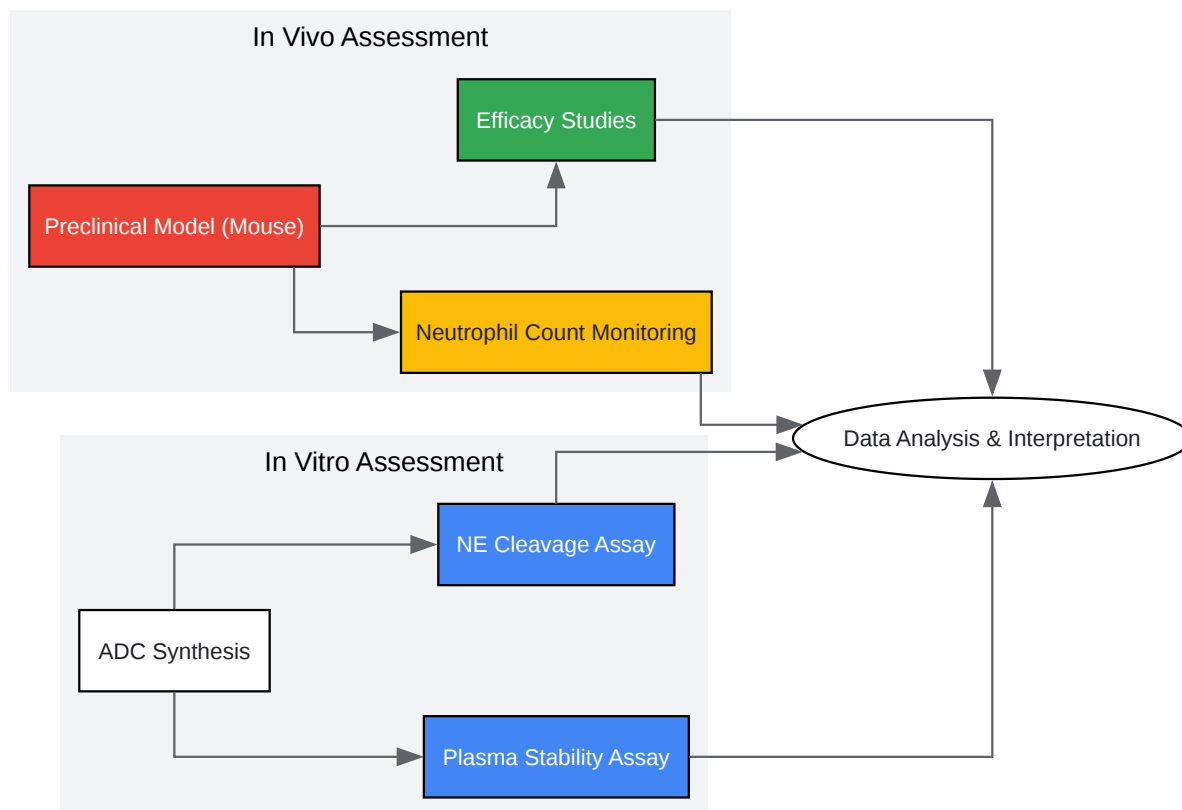 In Vivo Assessment
Efficacy Studies
Preclinical Model (Mouse)
Neutrophil Count Monitoring
Data Analysis & Interpretation
In Vitro Assessment
NE Cleavage Assay
ADC Synthesis
Plasma Stability Assay